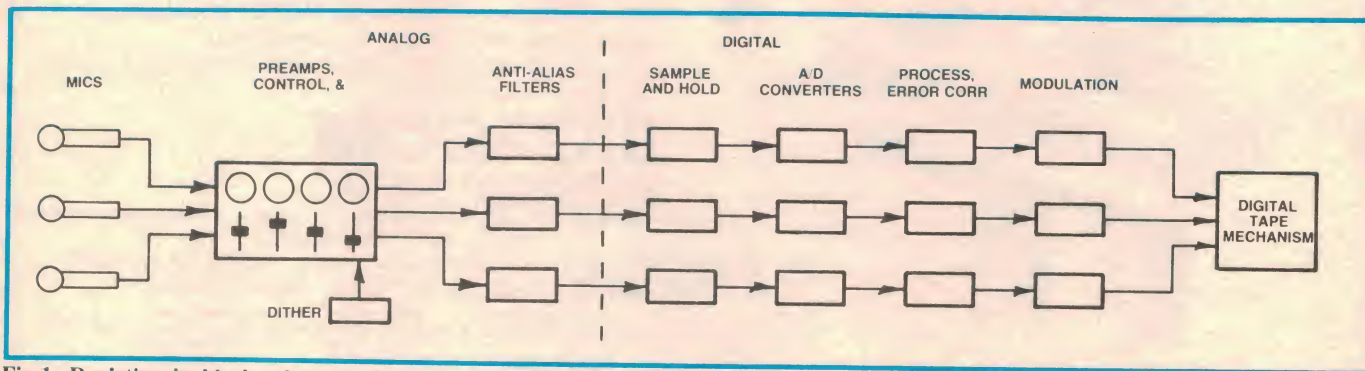 ANALOG
DIGITAL
MICS
PREAMPS,
CONTROL, &
ANTI-ALIAS
FILTERS
SAMPLE
AND HOLD
A/D
CONVERTERS
PROCESS,
ERROR CORR
MODULATION
DITHER
DIGITAL
TAPE
MECHANISM